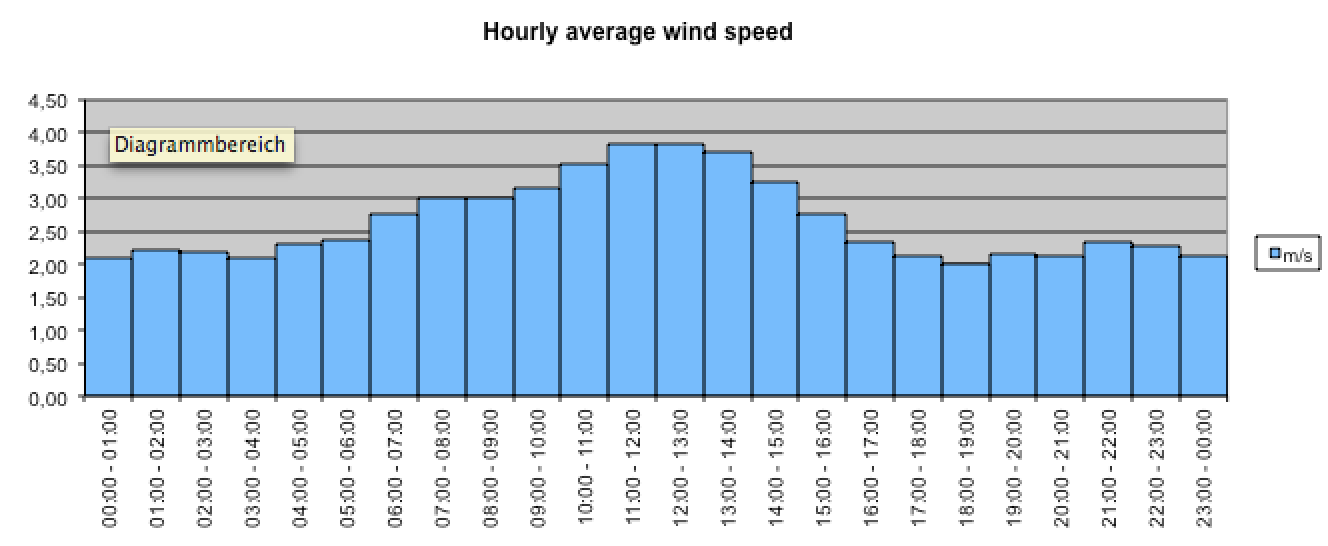 Hourly average wind speed
4,50
4,00
3,50
3,00
2,50
2,00
1,50
1,00
0,50
0,00
Diagrammbereich
m/s
00:00 - 01:00
01:00 - 02:00
02:00 - 03:00
03:00 - 04:00
04:00 - 05:00
05:00 - 06:00
06:00 - 07:00
07:00 - 08:00
08:00 - 09:00
09:00 - 10:00
10:00 - 11:00
11:00 - 12:00
12:00 - 13:00
13:00 - 14:00
14:00 - 15:00
15:00 - 16:00
16:00 - 17:00
17:00 - 18:00
18:00 - 19:00
19:00 - 20:00
20:00 - 21:00
21:00 - 22:00
22:00 - 23:00
23:00 - 00:00